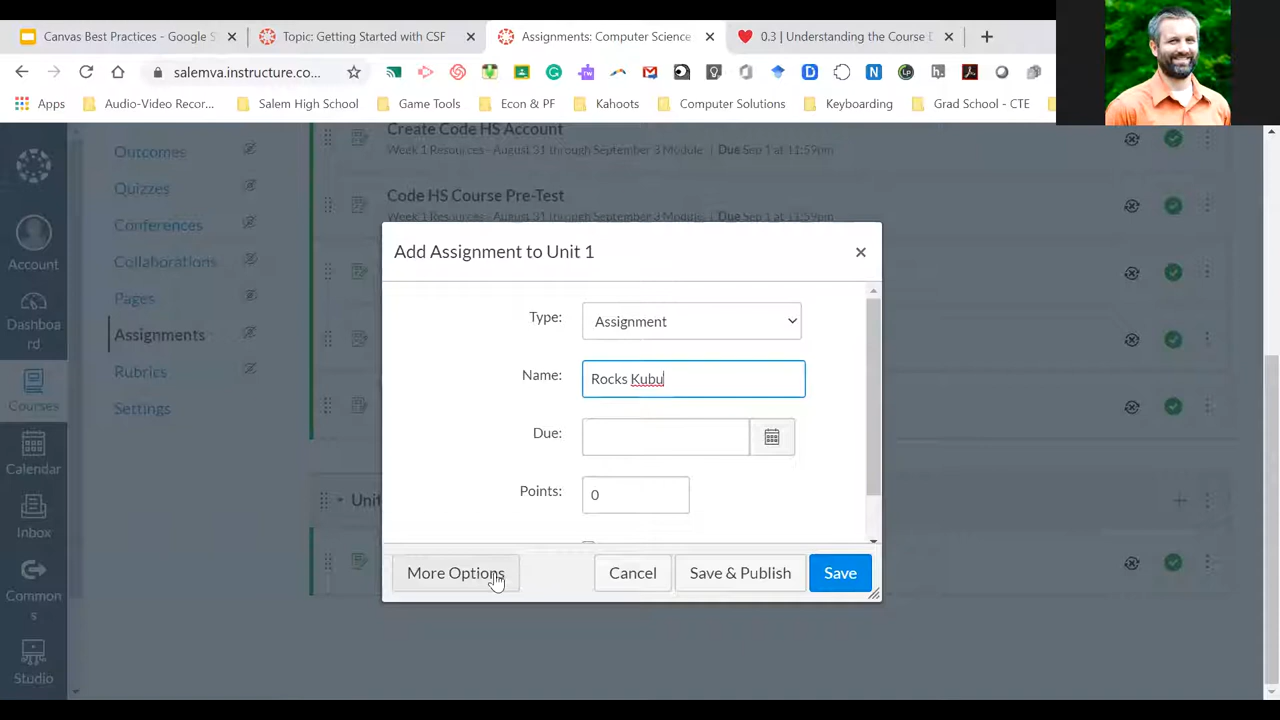 Canvas Best Practices - Google S
Topic: Getting Started with CSF
Assignments: Computer Science
0.3 | Understanding the Course D
salemva.instructure.co...
Apps
Audio-Video Recor...
Salem High School
Game Tools
Econ & PF
Kahoots
Computer Solutions
Keyboarding
Grad School - CTE
Account
Dashboa
rd
Courses
Calendar
Inbox
Common
s
Studio
Outcomes
Quizzes
Conferences
Collaborations
Pages
Assignments
Rubrics
Settings
Create Code HS Account
Week 1 Resources - August 31 through September 3 Module | Due Sep 1 at 11:59pm
Code HS Course Pre-Test
Week 1 Resources - August 31 through September 3 Module | Due Sep 1 at 11:59pm
Unit
Add Assignment to Unit 1
Type: Assignment
Name: Rocks Kubu
Due:
Points: 0
More Options Cancel Save & Publish Save